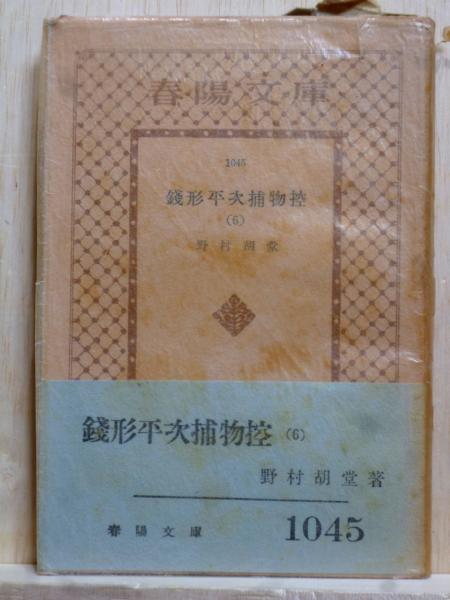 春陽文庫
1045
錢形平次捕物控
(6)
野村胡堂
錢形平次捕物控 (6)
野村胡堂著
春陽文庫 1045